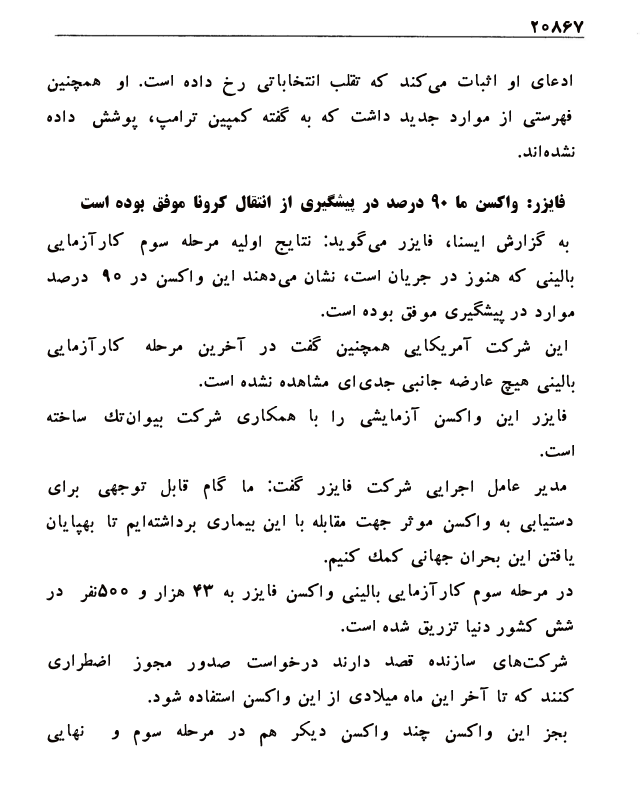 ۲۰۸۶۷
ادعای او اثبات می‌کند که تقلب انتخاباتی رخ داده است. او همچنین
فهرستی از موارد جدید داشت که به گفته کمپین ترامپ، پوشش داده
نشده‌اند.
فایزر: واکسن ما ۹۰ درصد در پیشگیری از انتقال کرونا موفق بوده است
به گزارش ایسنا، فایزر می‌گوید: نتایج اولیه مرحله سوم کارآزمایی
بالینی که هنوز در جریان است، نشان می‌دهند این واکسن در ۹۰ درصد
موارد در پیشگیری موفق بوده است.
این شرکت آمریکایی همچنین گفت در آخرین مرحله کارآزمایی
بالینی هیچ عارضه جانبی جدی‌ای مشاهده نشده است.
فایزر این واکسن آزمایشی را با همکاری شرکت بیوان‌تك ساخته
است.
مدیر عامل اجرایی شرکت فایزر گفت: ما گام قابل توجهی برای
دستیابی به واکسن موثر جهت مقابله با این بیماری برداشته‌ایم تا بهپایان
یافتن این بحران جهانی کمك کنیم.
در مرحله سوم کارآزمایی بالینی واکسن فایزر به ۴۳ هزار و ۵۰۰نفر در
شش کشور دنیا تزریق شده است.
شرکت‌های سازنده قصد دارند درخواست صدور مجوز اضطراری
کنند که تا آخر این ماه میلادی از این واکسن استفاده شود.
بجز این واکسن چند واکسن دیکر هم در مرحله سوم و نهایی